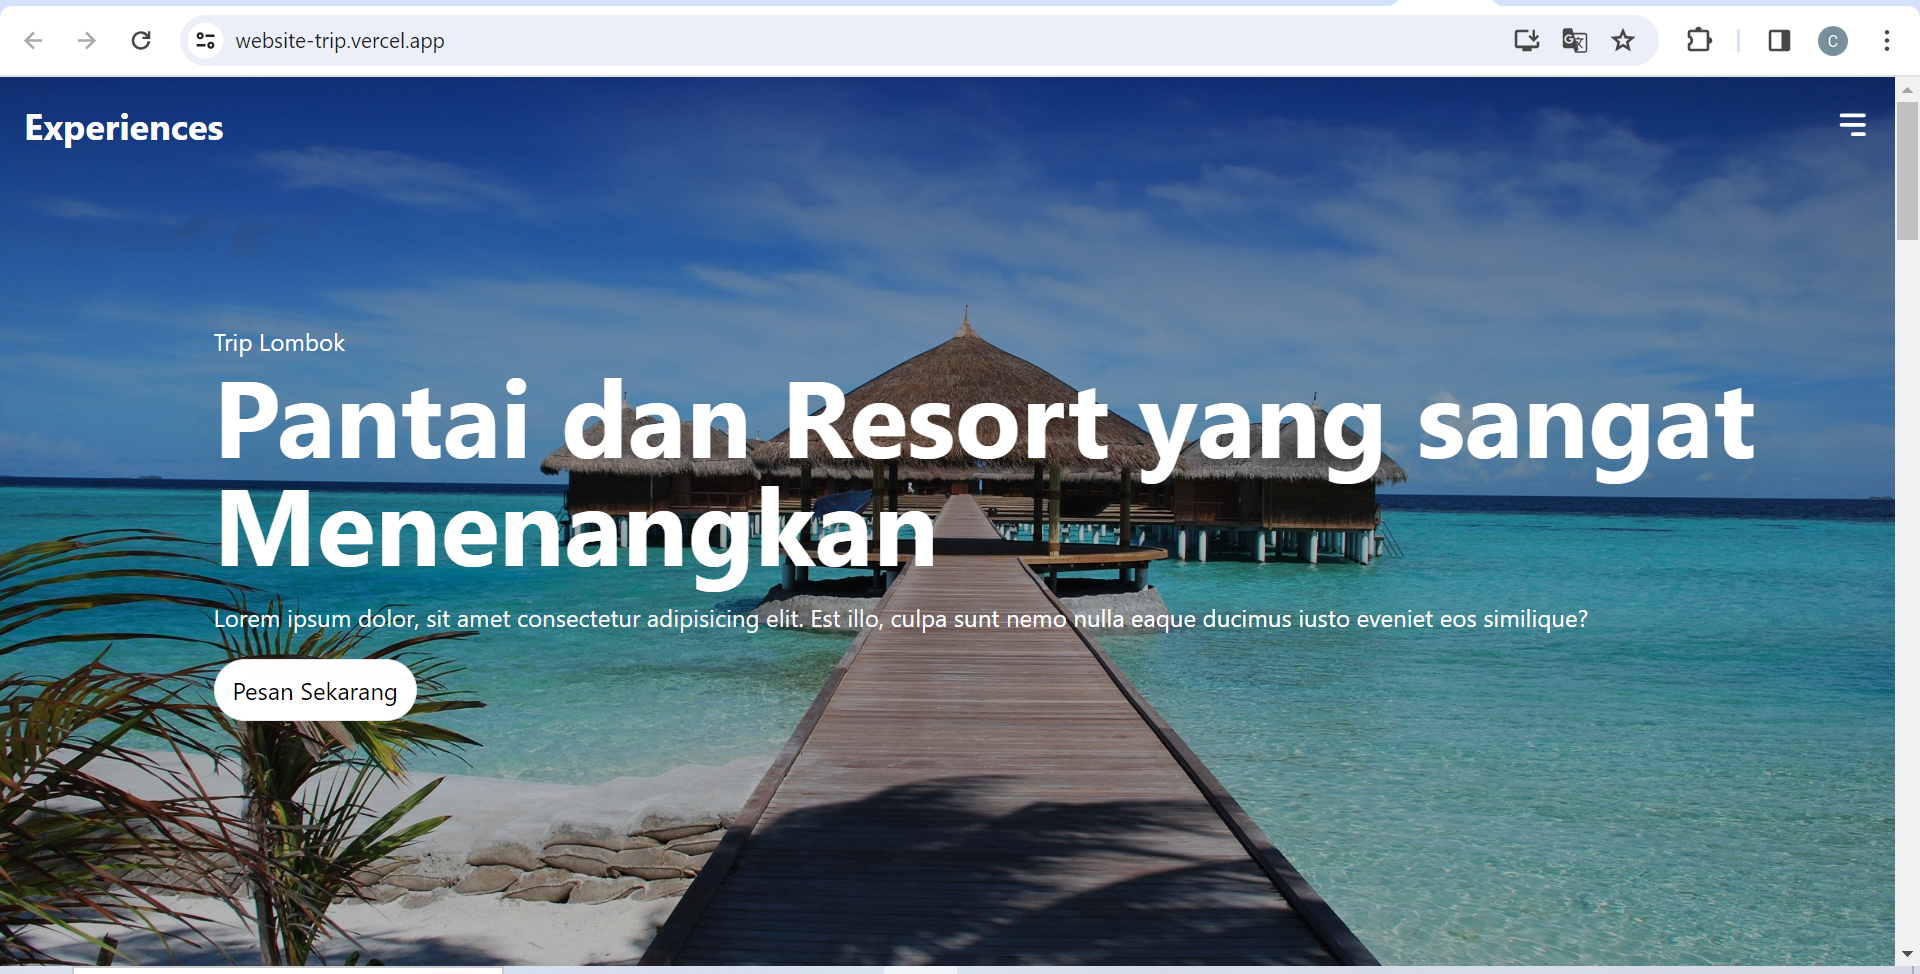 website-trip.vercel.app
C
Experiences
Trip Lombok
Pantai dan Resort yang sangat
Menenangkan
Lorem ipsum dolor, sit amet consectetur adipisicing elit. Est illo, culpa sunt nemo nulla eaque ducimus iusto eveniet eos similique?
Pesan Sekarang